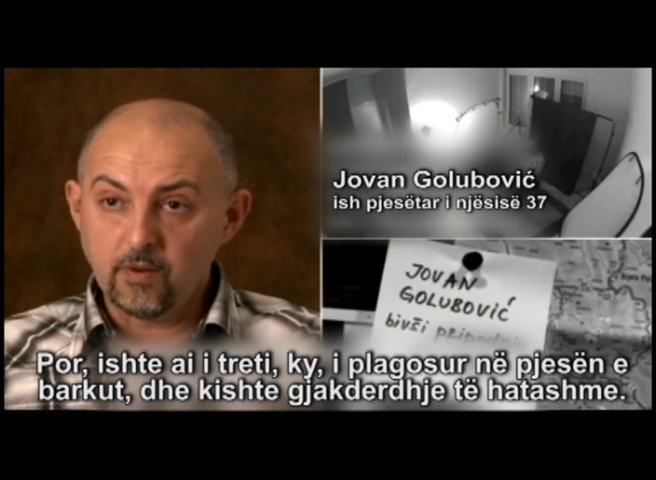 Jovan Golubović
ish pjesëtar i njësisë 37
JOVAN
GOLUBOVIĆ
bivši
Por, ishte ai i treti, ky, i plagosur në pjesën e
barkut, dhe kishte gjakderdhje të hatashme.